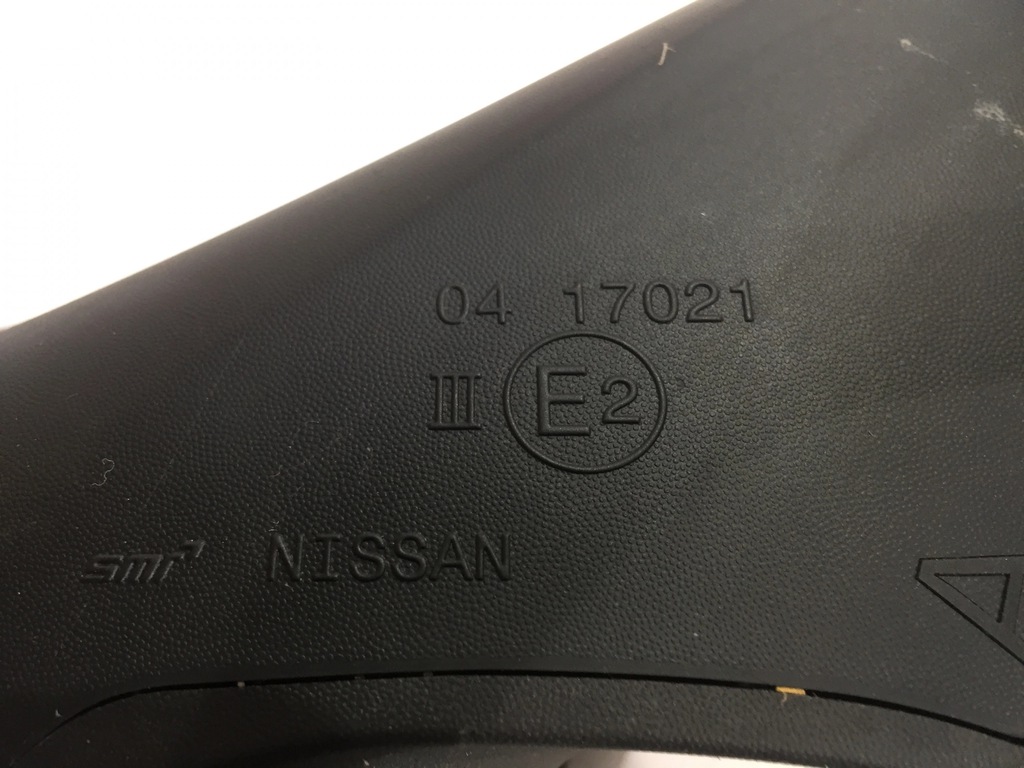 04 17021
III E2
smr NISSAN